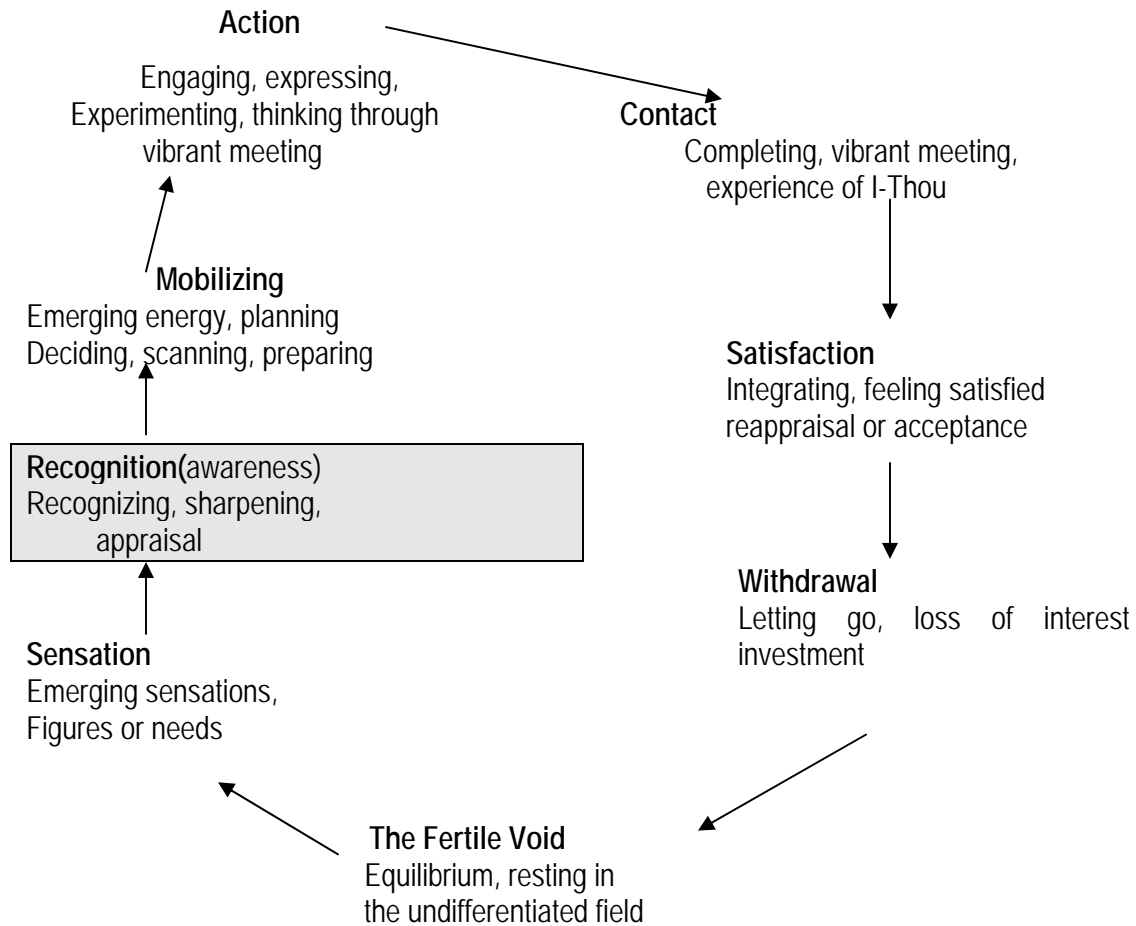 Action
Engaging, expressing,
Experimenting, thinking through
vibrant meeting
Contact
Completing, vibrant meeting,
experience of I-Thou
Mobilizing
Emerging energy, planning
Deciding, scanning, preparing
Satisfaction
Integrating, feeling satisfied
reappraisal or acceptance
Recognition(awareness)
Recognizing, sharpening,
appraisal
Withdrawal
Letting go, loss of interest
investment
Sensation
Emerging sensations,
Figures or needs
The Fertile Void
Equilibrium, resting in
the undifferentiated field